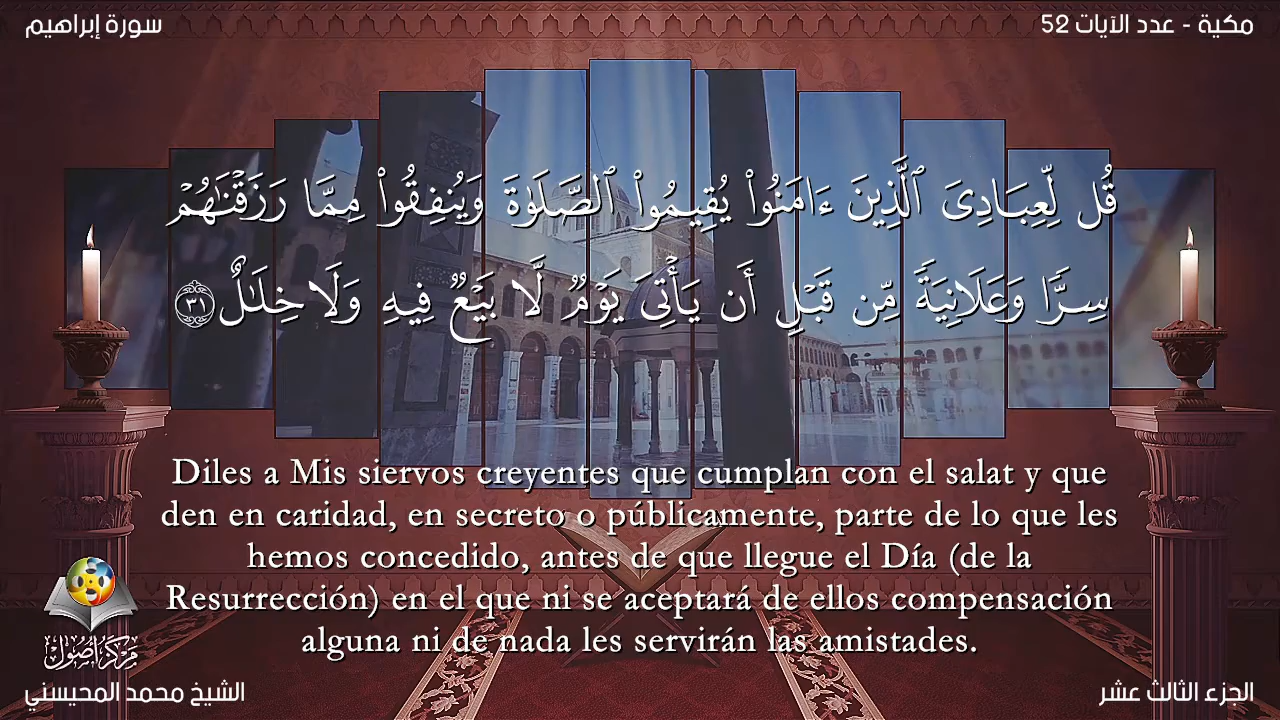 مكية - عدد الآيات 52
سورة إبراهيم
قُل لِّعِبَادِىَ ٱلَّذِينَ ءَامَنُوا۟ يُقِيمُوا۟ ٱلصَّلَوٰةَ وَيُنفِقُوا۟ مِمَّا رَزَقْنَـٰهُمْ
سِرًّا وَعَلَانِيَةً مِّن قَبْلِ أَن يَأْتِىَ يَوْمٌ لَّا بَيْعٌ فِيهِ وَلَا خِلَـٰلٌ ٣١
Diles a Mis siervos creyentes que cumplan con el salat y que
den en caridad, en secreto o públicamente, parte de lo que les
hemos concedido, antes de que llegue el Día (de la
Resurrección) en el que ni se aceptará de ellos compensación
alguna ni de nada les servirán las amistades.
مركز أصول
الجزء الثالث عشر
الشيخ محمد المحيسني